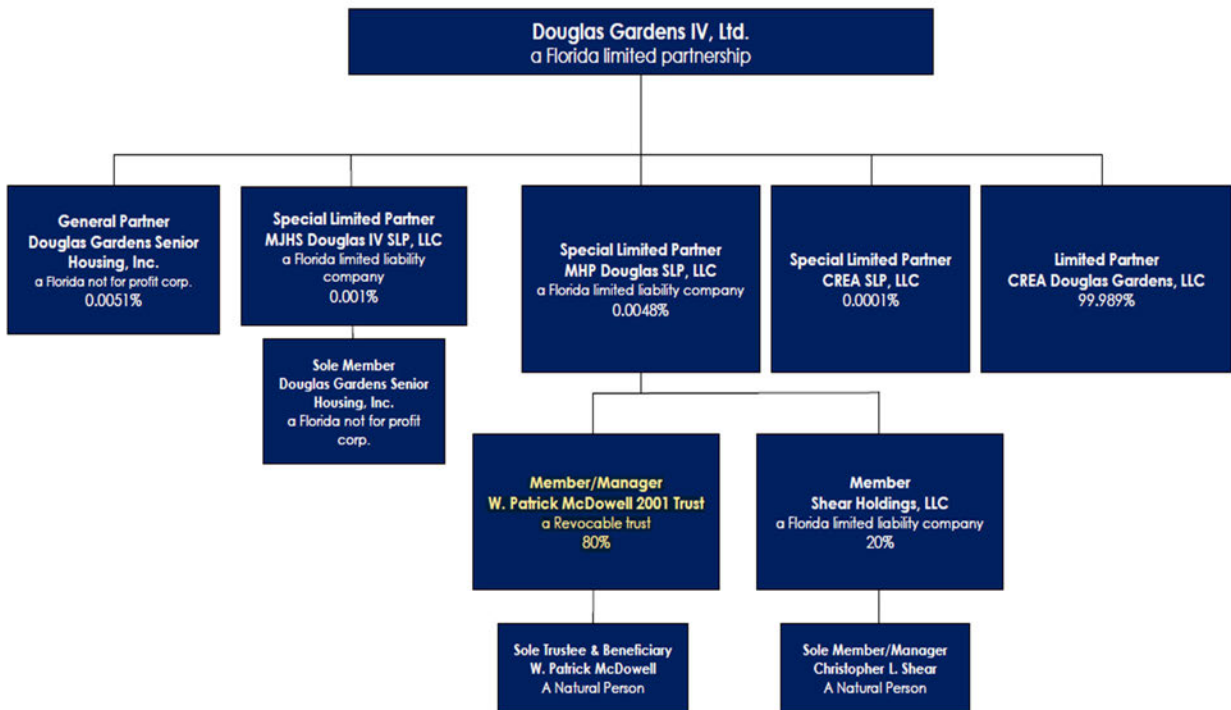 Douglas Gardens IV, Ltd.
a Florida limited partnership
General Partner
Douglas Gardens Senior
Housing, Inc.
a Florida not for profit corp.
0.0051%
Special Limited Partner
MJHS Douglas IV SLP, LLC
a Florida limited liability
company
0.001%
Special Limited Partner
MHP Douglas SLP, LLC
a Florida limited liability company
0.0048%
Special Limited Partner
CREA SLP, LLC
0.0001%
Limited Partner
CREA Douglas Gardens, LLC
99.989%
Sole Member
Douglas Gardens Senior
Housing, Inc.
a Florida not for profit
corp.
Member/Manager
W. Patrick McDowell 2001 Trust
a Revocable trust
80%
Member
Shear Holdings, LLC
a Florida limited liability company
20%
Sole Trustee & Beneficiary
W. Patrick McDowell
A Natural Person
Sole Member/Manager
Christopher L. Shear
A Natural Person